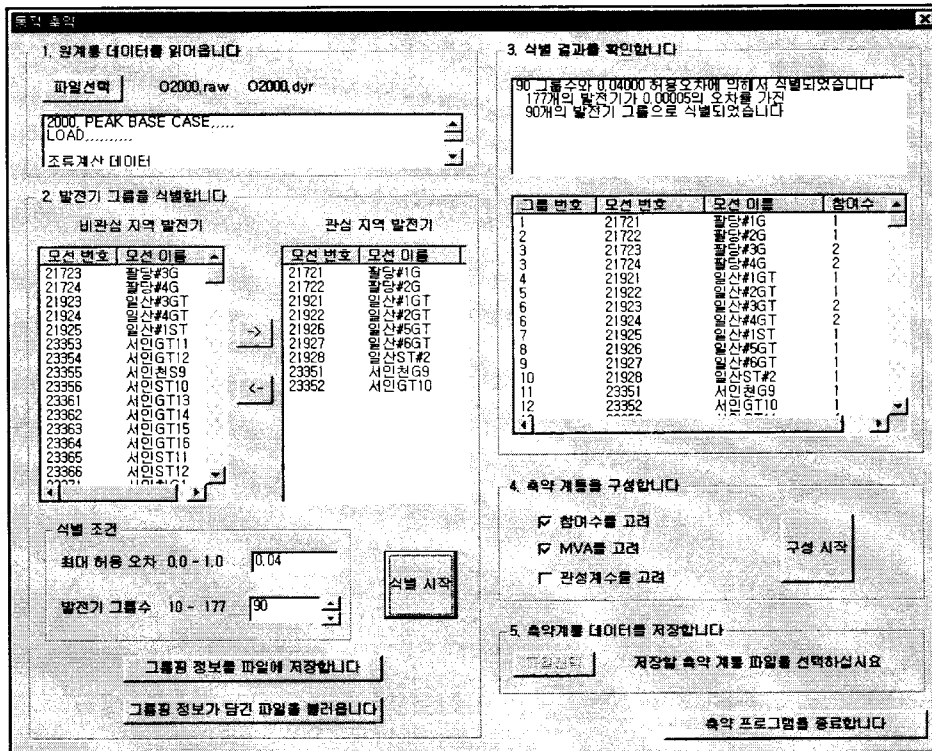 동적 축약
1. 원계통 데이터를 읽어옵니다
파일선택 O2000.raw O2000.dyr
2000, PEAK BASE CASE,,,,,
LOAD,,,,,,,,,,
조류계산 데이터
2. 발전기 그룹을 식별합니다
비관심 지역 발전기
모선 번호 모선 이름
21723 팔당#3G
21724 팔당#4G
21923 일산#3GT
21924 일산#4GT
21925 일산#1ST
23353 서인GT11
23354 서인GT12
23355 서인천S9
23356 서인ST10
23361 서인GT13
23362 서인GT14
23363 서인GT15
23364 서인GT16
23365 서인ST11
23366 서인ST12
->
<-
관심 지역 발전기
모선 번호 모선 이름
21721 팔당#1G
21722 팔당#2G
21921 일산#1GT
21922 일산#2GT
21926 일산#5GT
21927 일산#6GT
21928 일산ST#2
23351 서인천G9
23352 서인GT10
식별 조건
최대 허용 오차 0.0 - 1.0 0.04
발전기 그룹수 10 - 177 90
식별 시작
그룹핑 정보를 파일에 저장합니다
그룹핑 정보가 담긴 파일을 불러옵니다
3. 식별 결과를 확인합니다
90 그룹수와 0.04000 허용오차에 의해서 식별되었습니다
177개의 발전기가 0.00005의 오차를 가진
90개의 발전기 그룹으로 식별되었습니다
그룹 번호 모선 번호 모선 이름 참여수
1 21721 팔당#1G 1
2 21722 팔당#2G 1
3 21723 팔당#3G 2
3 21724 팔당#4G 2
4 21921 일산#1GT 1
5 21922 일산#2GT 1
6 21923 일산#3GT 2
6 21924 일산#4GT 2
7 21925 일산#1ST 1
8 21926 일산#5GT 1
9 21927 일산#6GT 1
10 21928 일산ST#2 1
11 23351 서인천G9 1
12 23352 서인GT10 1
4. 축약 계통을 구성합니다
참여수를 고려
MVA를 고려
관성계수를 고려
구성 시작
5. 축약계통 데이터를 저장합니다
파일선택 저장할 축약 계통 파일를 선택하십시요
축약 프로그램를 종료합니다